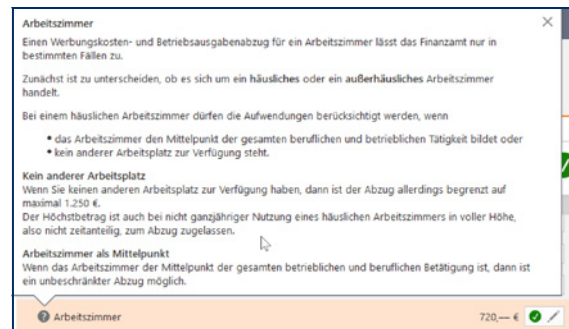 Arbeitszimmer
Einen Werbungskosten- und Betriebsausgabenabzug für ein Arbeitszimmer lässt das Finanzamt nur in
bestimmten Fällen zu.
Zunächst ist zu unterscheiden, ob es sich um ein häusliches oder ein außerhäusliches Arbeitszimmer
handelt.
Bei einem häuslichen Arbeitszimmer dürfen die Aufwendungen berücksichtigt werden, wenn
• das Arbeitszimmer den Mittelpunkt der gesamten beruflichen und betrieblichen Tätigkeit bildet oder
• kein anderer Arbeitsplatz zur Verfügung steht.
Kein anderer Arbeitsplatz
Wenn Sie keinen anderen Arbeitsplatz zur Verfügung haben, dann ist der Abzug allerdings begrenzt auf
maximal 1.250 €.
Der Höchstbetrag ist auch bei nicht ganzjähriger Nutzung eines häuslichen Arbeitszimmers in voller Höhe,
also nicht zeitanteilig, zum Abzug zugelassen.
Arbeitszimmer als Mittelpunkt
Wenn das Arbeitszimmer der Mittelpunkt der gesamten betrieblichen und beruflichen Betätigung ist, dann ist
ein unbeschränkter Abzug möglich.
Arbeitszimmer 720,— €